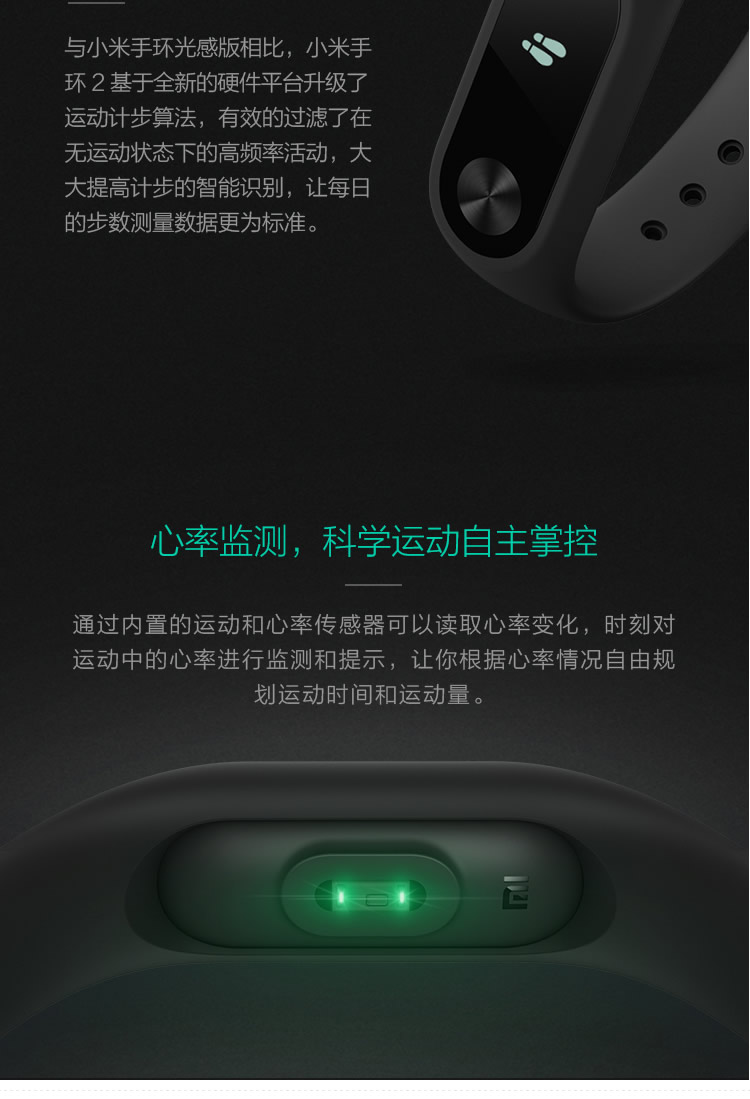 与小米手环光感版相比，小米手
环 2 基于全新的硬件平台升级了
运动计步算法，有效的过滤了在
无运动状态下的高频率活动，大
大提高计步的智能识别，让每日
的步数测量数据更为标准。
心率监测，科学运动自主掌控
通过内置的运动和心率传感器可以读取心率变化，时刻对
运动中的心率进行监测和提示，让你根据心率情况自由规
划运动时间和运动量。